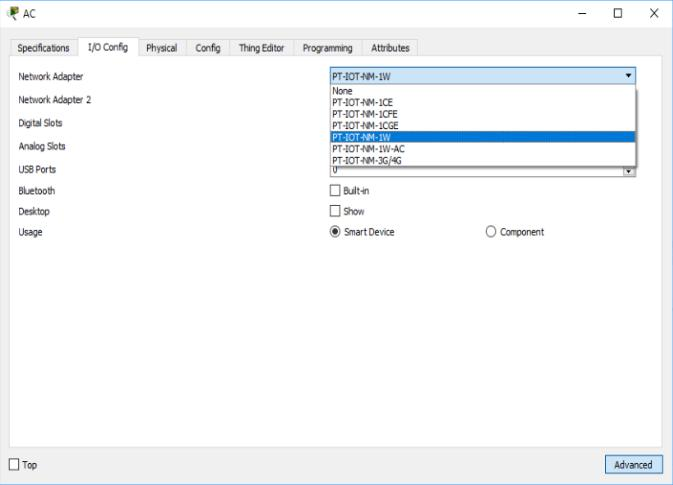 AC
Specifications I/O Config Physical Config Thing Editor Programming Attributes
Network Adapter PT-IOT-NM-1W
None
Network Adapter 2 PT-IOT-NM-1CE
PT-IOT-NM-1CFE
Digital Slots PT-IOT-NM-1CGE
PT-IOT-NM-1W
Analog Slots PT-IOT-NM-1W-AC
PT-IOT-NM-3G/4G
USB Ports 0
Bluetooth Built-in
Desktop Show
Usage Smart Device Component
Top Advanced